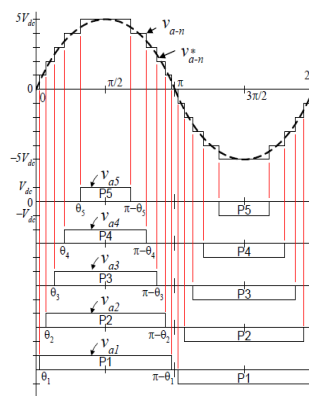 5V_dc
v_a-n
v*_a-n
0
0
π/2
π
3π/2
2
−5V_dc
V_dc
0
−V_dc
v_a5
P5
P5
θ_5
π−θ_5
v_a4
P4
P4
θ_4
π−θ_4
v_a3
P3
P3
θ_3
π−θ_3
v_a2
P2
P2
θ_2
π−θ_2
v_a1
P1
P1
θ_1
π−θ_1